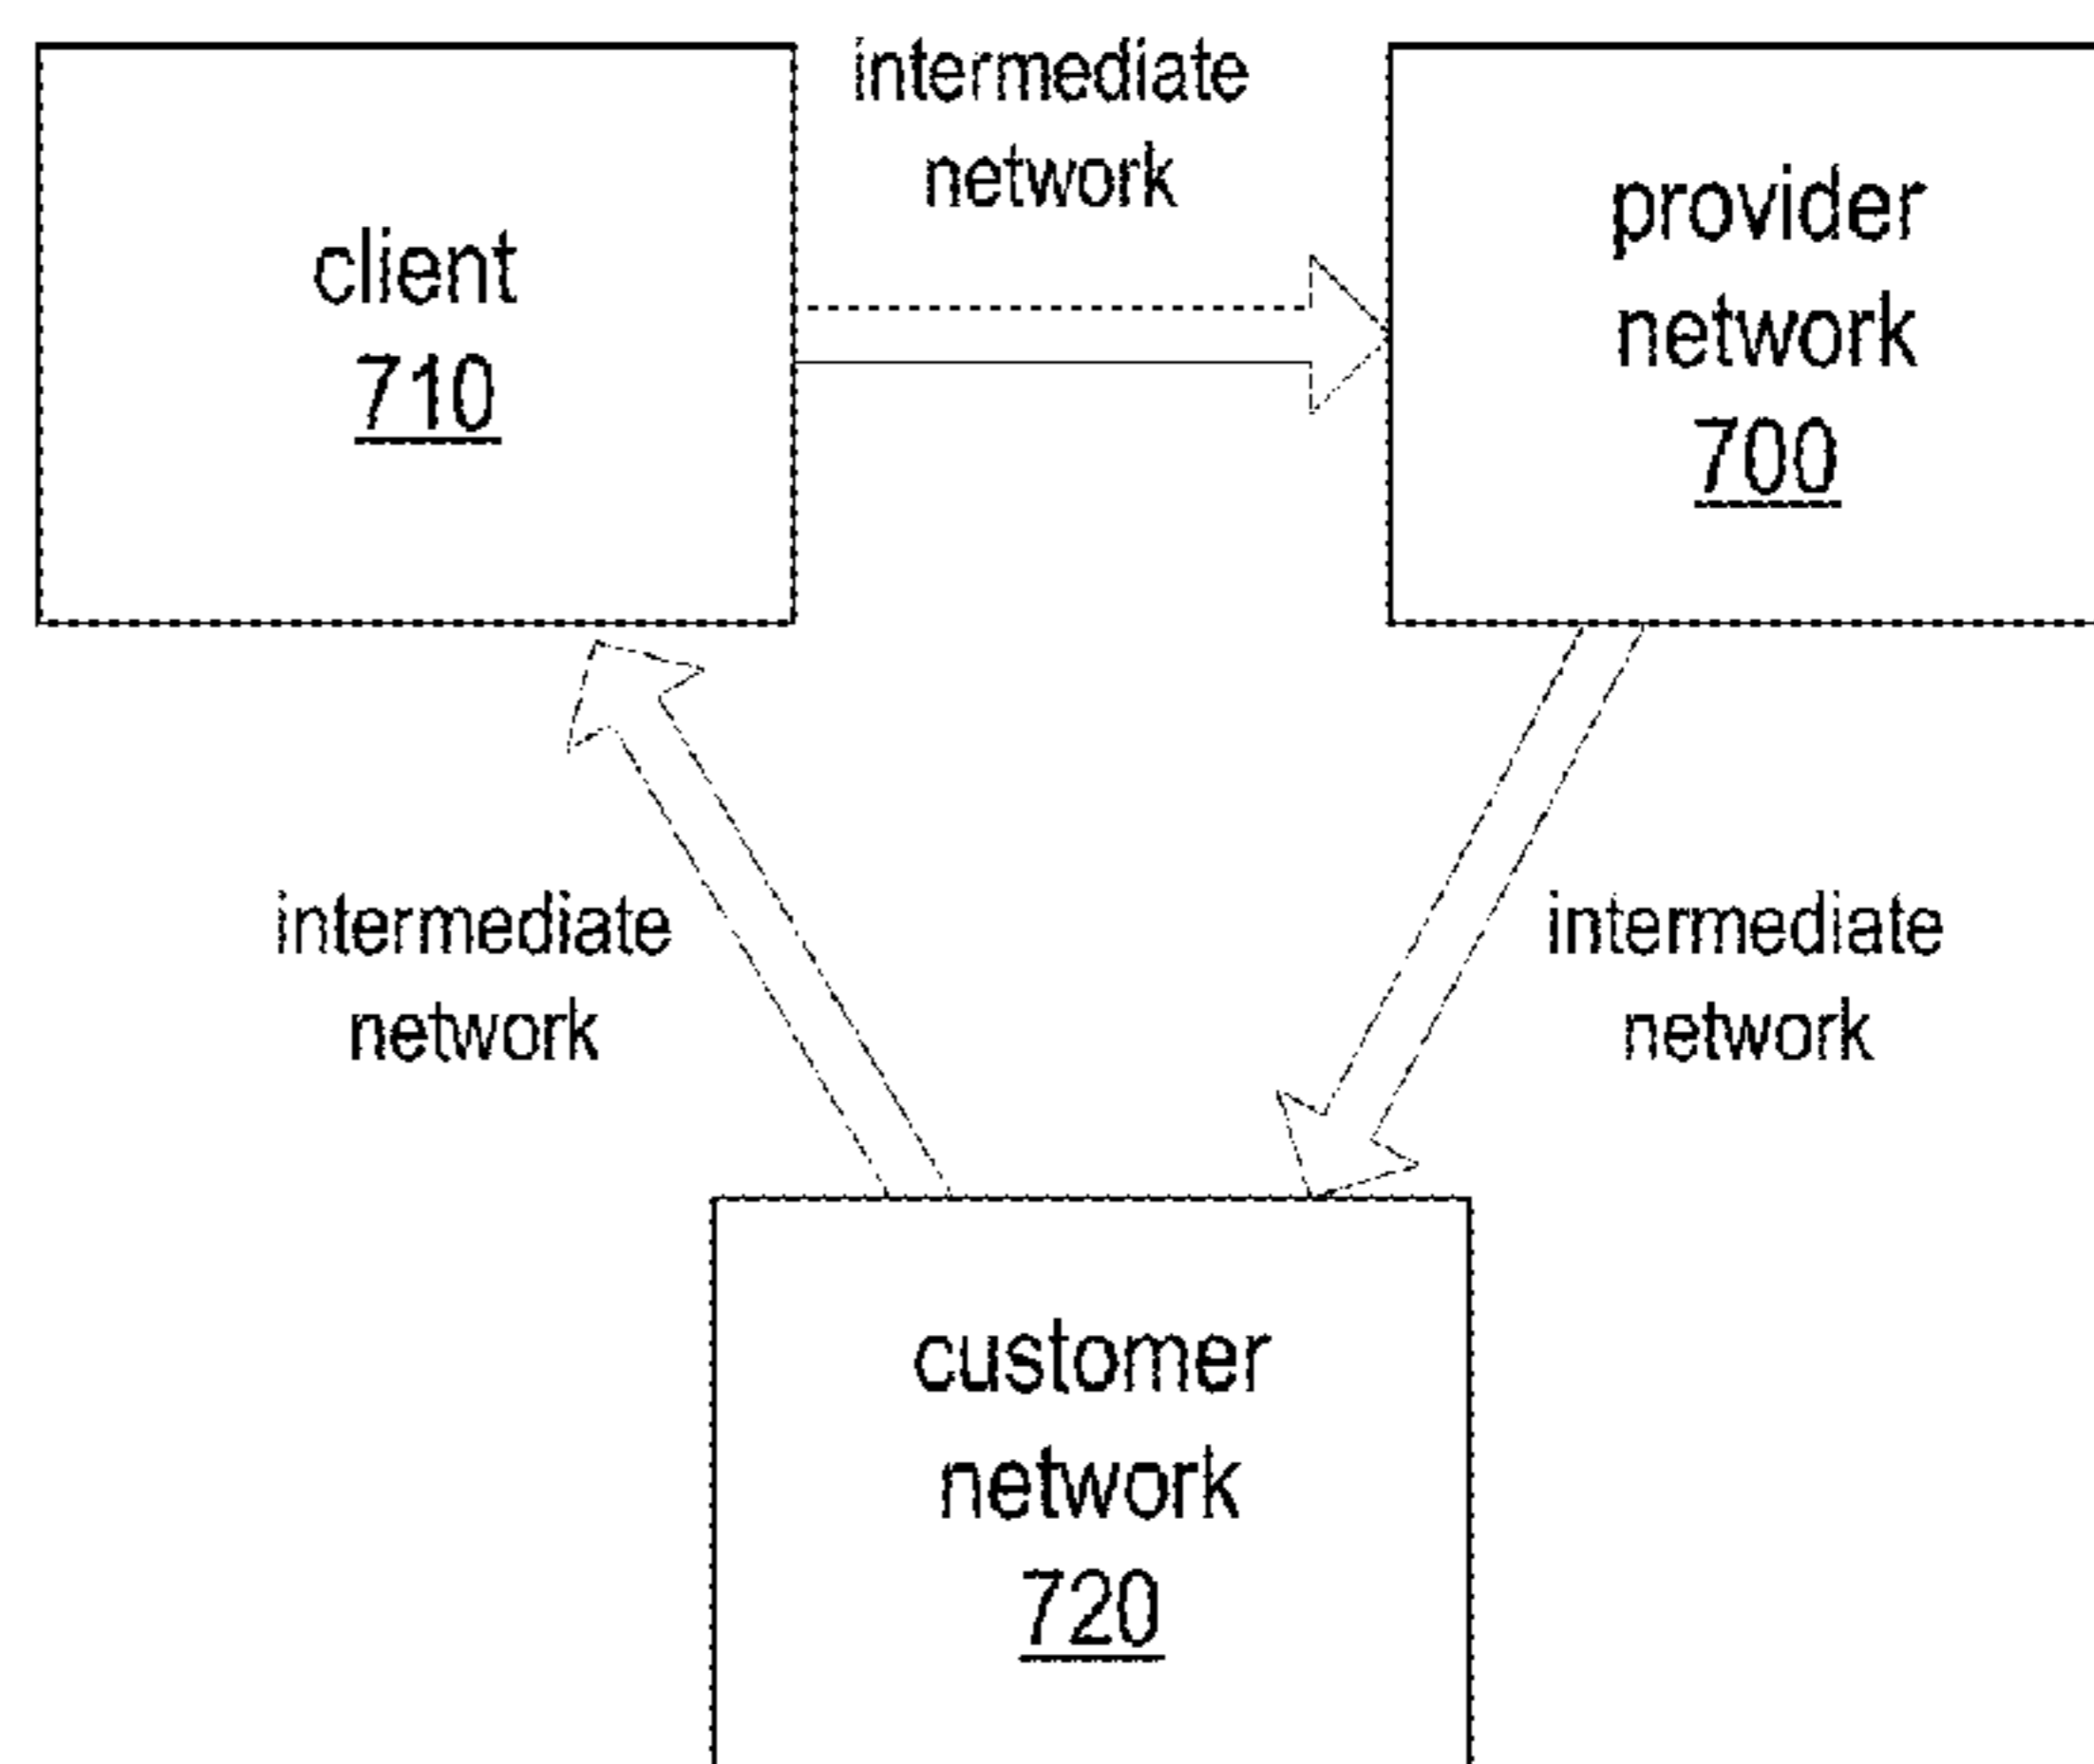 client
710
intermediate
network
provider
network
700
intermediate
network
intermediate
network
customer
network
720